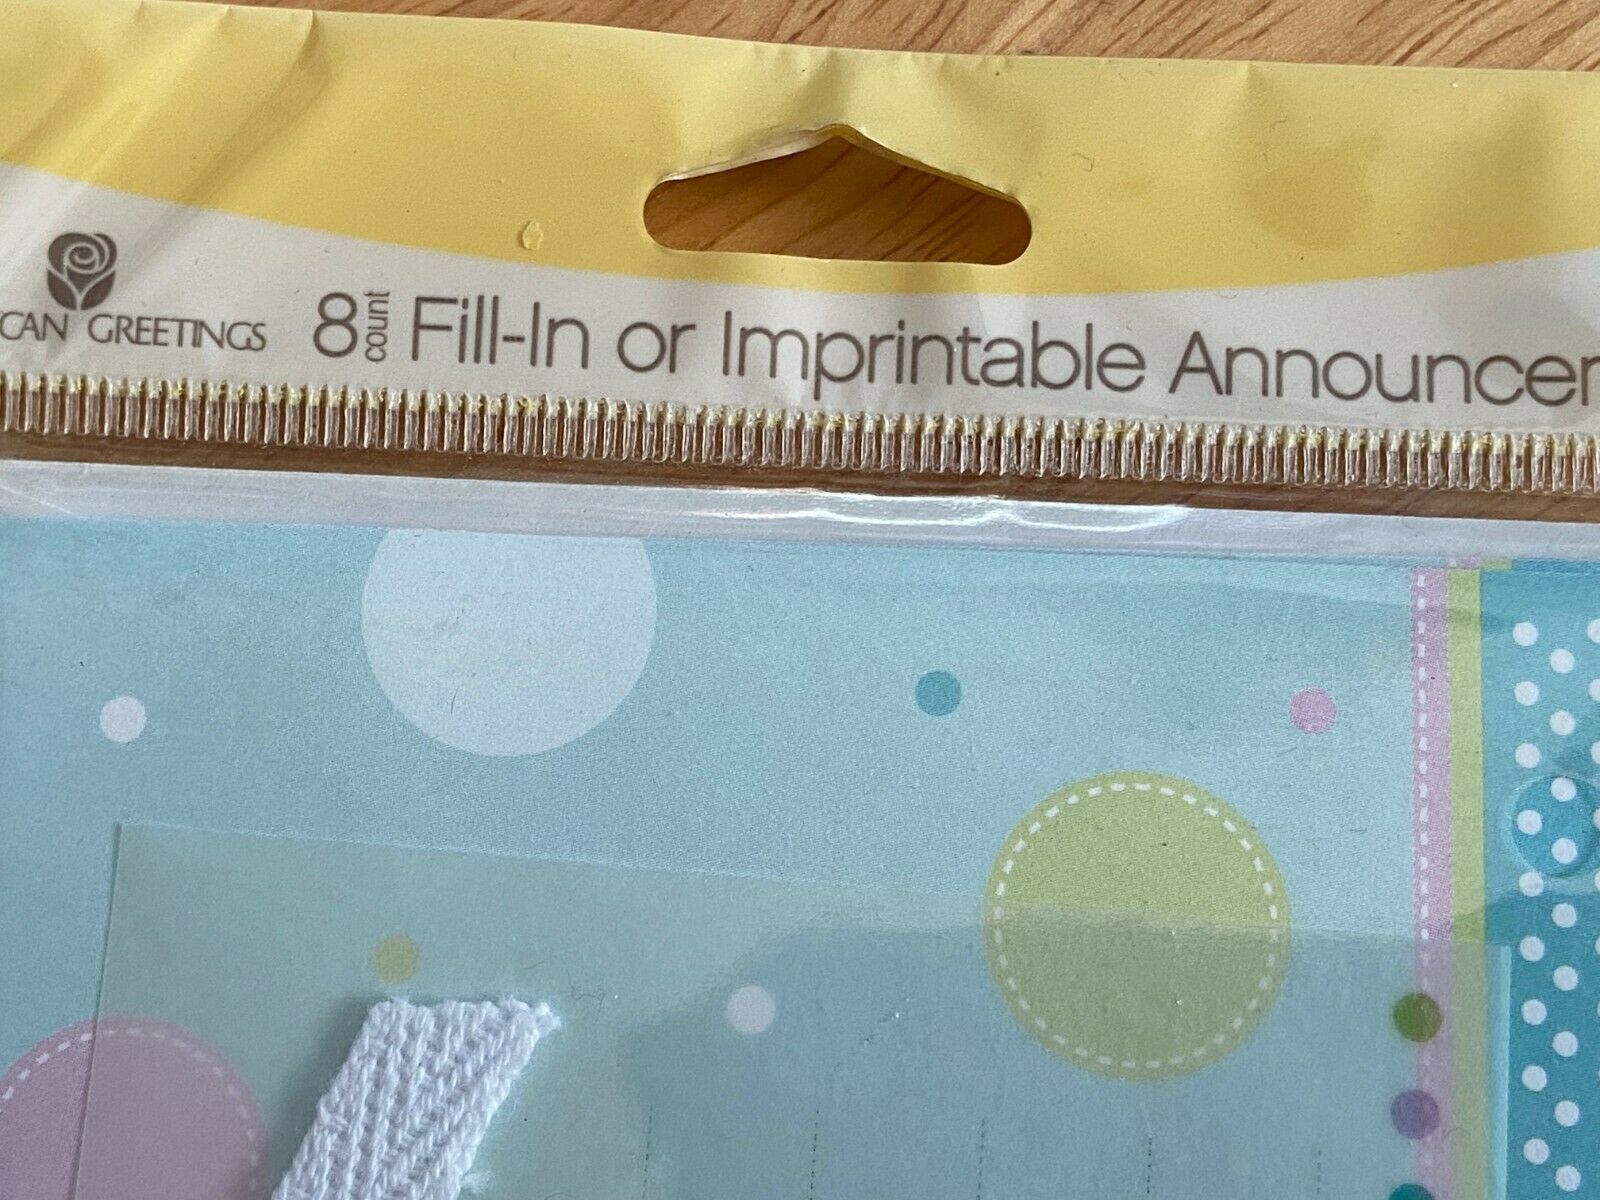 CAN GREETINGS
8 count Fill-In or Imprintable Announcer